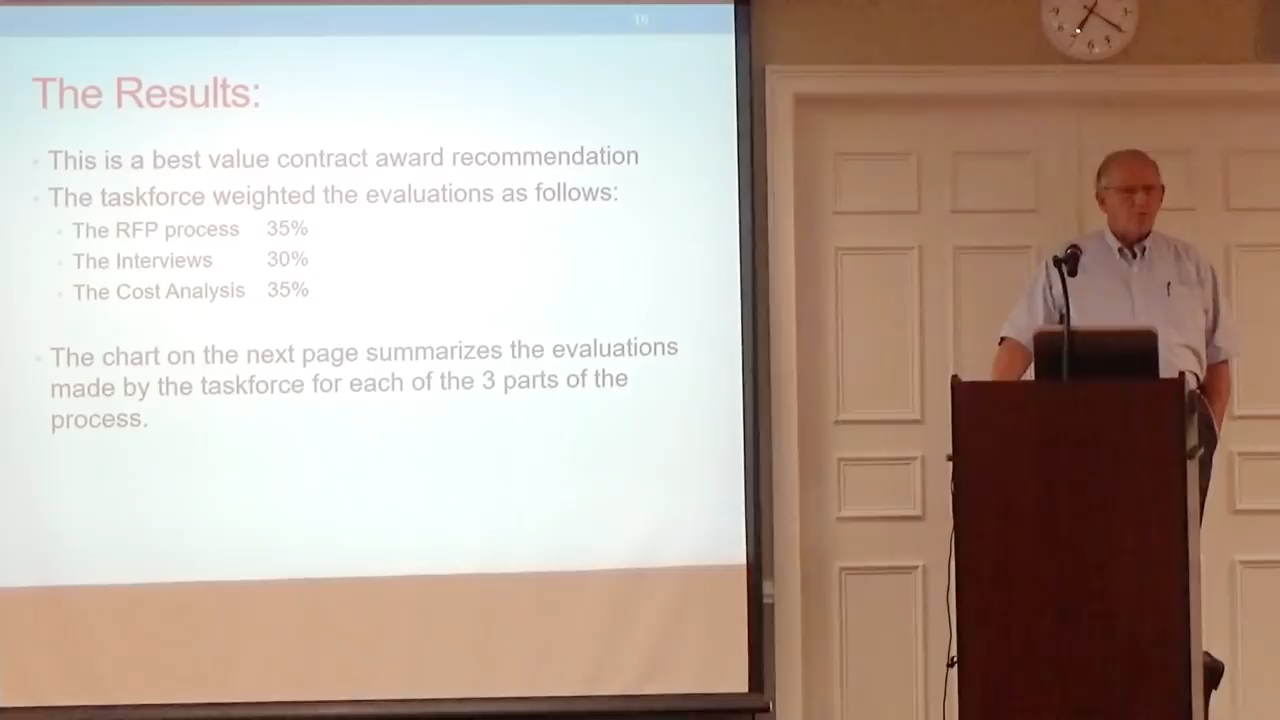 16
The Results:
This is a best value contract award recommendation
The taskforce weighted the evaluations as follows:
The RFP process 35%
The Interviews 30%
The Cost Analysis 35%
The chart on the next page summarizes the evaluations
made by the taskforce for each of the 3 parts of the
process.